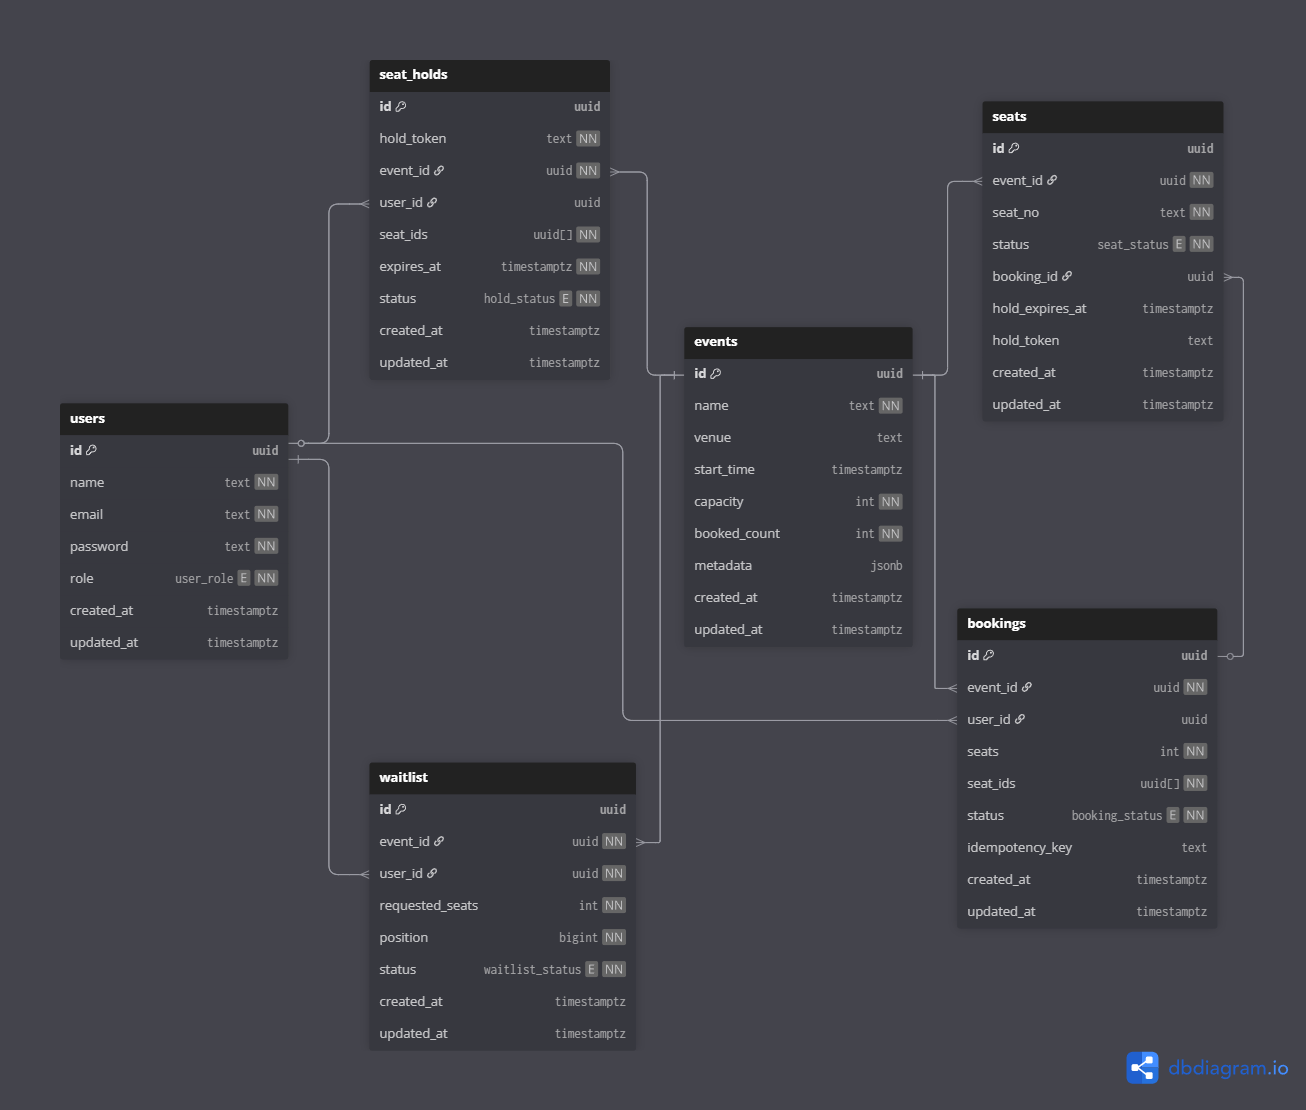 seat_holds
id uuid
hold_token text NN
event_id uuid NN
user_id uuid
seat_ids uuid[] NN
expires_at timestamptz NN
status hold_status E NN
created_at timestamptz
updated_at timestamptz
seats
id uuid
event_id uuid NN
seat_no text NN
status seat_status E NN
booking_id uuid
hold_expires_at timestamptz
hold_token text
created_at timestamptz
updated_at timestamptz
events
id uuid
name text NN
venue text
start_time timestamptz
capacity int NN
booked_count int NN
metadata jsonb
created_at timestamptz
updated_at timestamptz
users
id uuid
name text NN
email text NN
password text NN
role user_role E NN
created_at timestamptz
updated_at timestamptz
bookings
id uuid
event_id uuid NN
user_id uuid
seats int NN
seat_ids uuid[] NN
status booking_status E NN
idempotency_key text
created_at timestamptz
updated_at timestamptz
waitlist
id uuid
event_id uuid NN
user_id uuid NN
requested_seats int NN
position bigint NN
status waitlist_status E NN
created_at timestamptz
updated_at timestamptz
dbdiagram.io